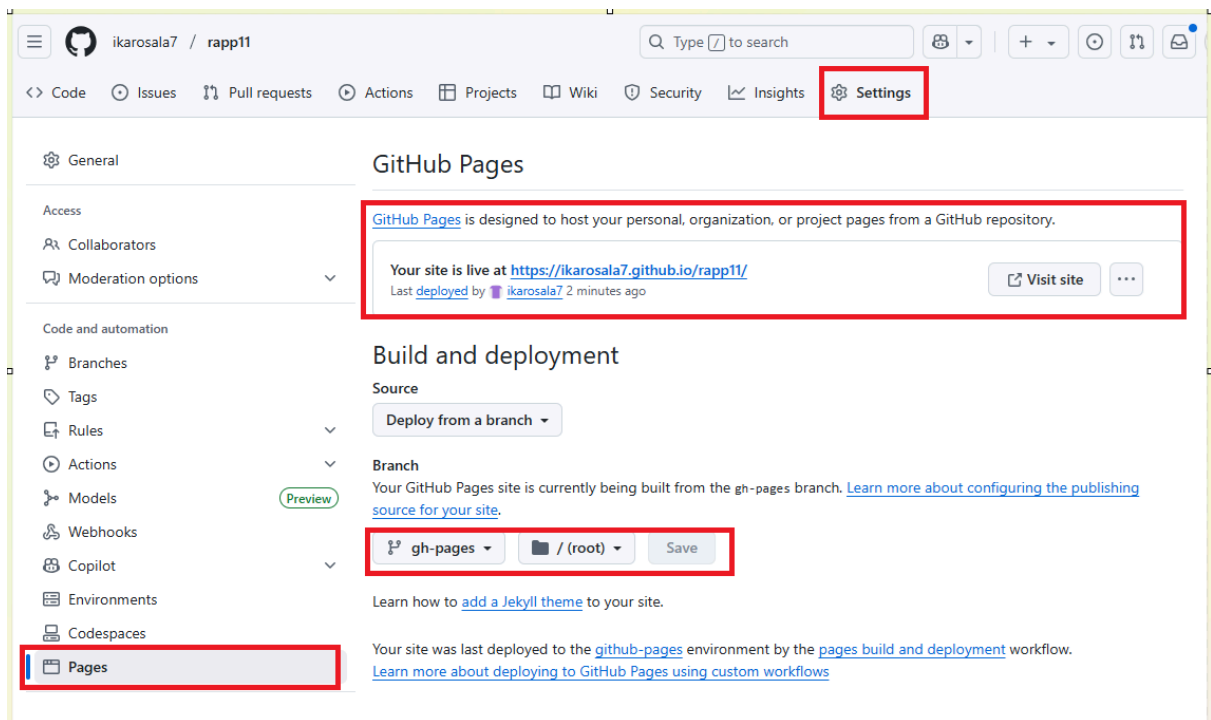 ikarosala7 / rapp11
Type / to search
<> Code Issues Pull requests Actions Projects Wiki Security Insights Settings
General
Access
Collaborators
Moderation options
Code and automation
Branches
Tags
Rules
Actions
Models Preview
Webhooks
Copilot
Environments
Codespaces
Pages
GitHub Pages
GitHub Pages is designed to host your personal, organization, or project pages from a GitHub repository.
Your site is live at https://ikarosala7.github.io/rapp11/
Last deployed by ikarosala7 2 minutes ago
Visit site
Build and deployment
Source
Deploy from a branch
Branch
Your GitHub Pages site is currently being built from the gh-pages branch. Learn more about configuring the publishing
source for your site.
gh-pages / (root) Save
Learn how to add a Jekyll theme to your site.
Your site was last deployed to the github-pages environment by the pages build and deployment workflow.
Learn more about deploying to GitHub Pages using custom workflows